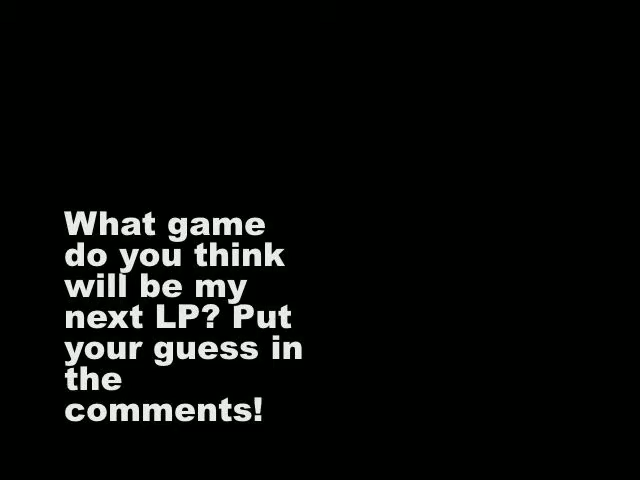 What game
do you think
will be my
next LP? Put
your guess in
the
comments!